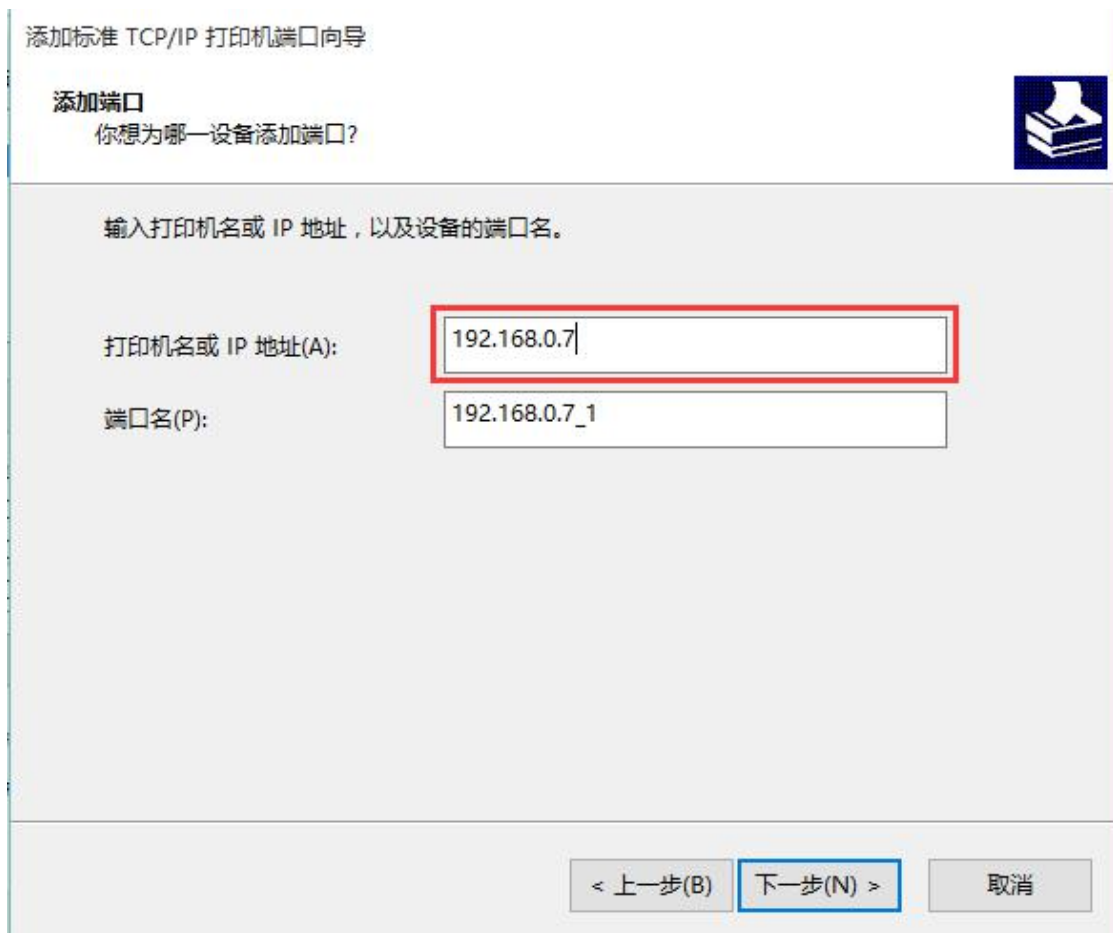 添加标准 TCP/IP 打印机端口向导
添加端口
你想为哪一设备添加端口?
输入打印机名或 IP 地址，以及设备的端口名。
打印机名或 IP 地址(A):
192.168.0.7
端口名(P):
192.168.0.7_1
< 上一步(B)
下一步(N) >
取消